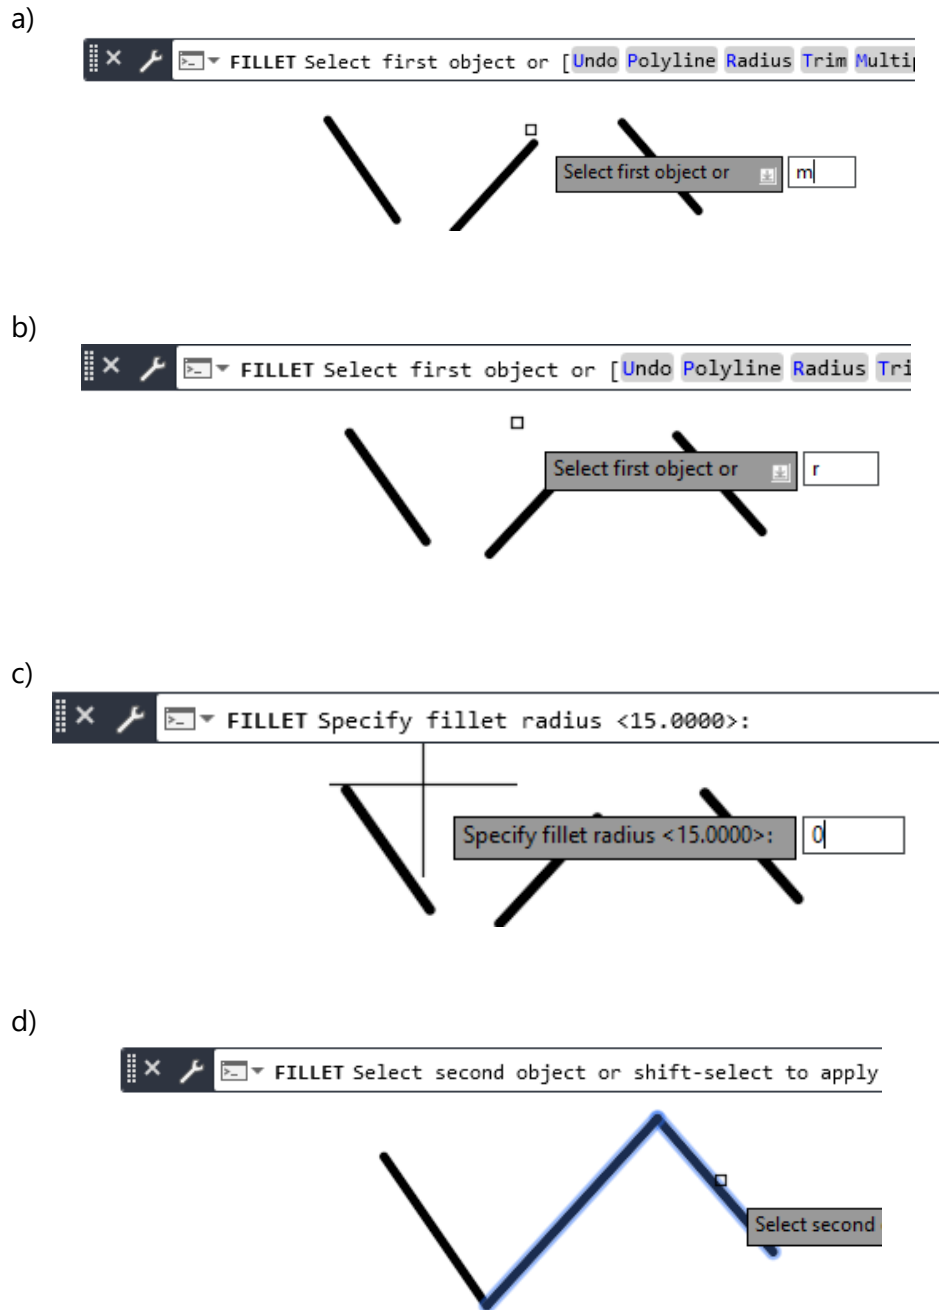 a)
FILLET Select first object or [Undo Polyline Radius Trim Multip
Select first object or m
b)
FILLET Select first object or [Undo Polyline Radius Tri
Select first object or r
c)
FILLET Specify fillet radius <15.0000>:
Specify fillet radius <15.0000>: 0
d)
FILLET Select second object or shift-select to apply
Select second